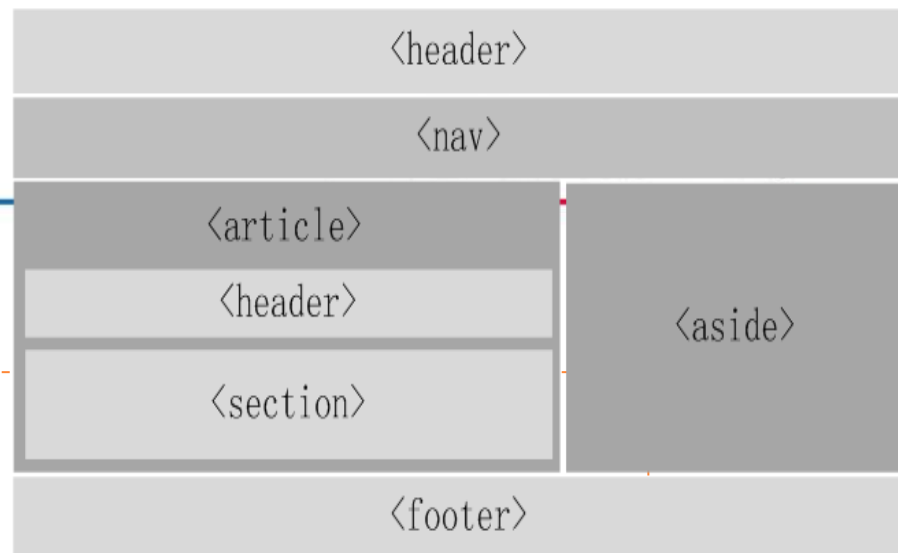 <header>
<nav>
<article>
<header>
<section>
<aside>
<footer>